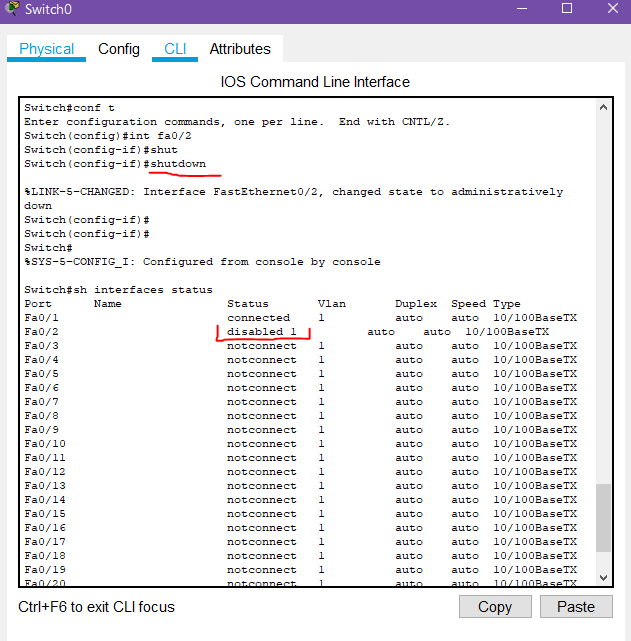 Switch0
Physical Config CLI Attributes
IOS Command Line Interface
Switch#conf t
Enter configuration commands, one per line. End with CNTL/Z.
Switch(config)#int fa0/2
Switch(config-if)#shut
Switch(config-if)#shutdown
%LINK-5-CHANGED: Interface FastEthernet0/2, changed state to administratively
down
Switch(config-if)#
Switch(config-if)#
Switch#
%SYS-5-CONFIG_I: Configured from console by console
Switch#sh interfaces status
Port Name Status Vlan Duplex Speed Type
Fa0/1 connected 1 auto auto 10/100BaseTX
Fa0/2 disabled 1 auto auto 10/100BaseTX
Fa0/3 notconnect 1 auto auto 10/100BaseTX
Fa0/4 notconnect 1 auto auto 10/100BaseTX
Fa0/5 notconnect 1 auto auto 10/100BaseTX
Fa0/6 notconnect 1 auto auto 10/100BaseTX
Fa0/7 notconnect 1 auto auto 10/100BaseTX
Fa0/8 notconnect 1 auto auto 10/100BaseTX
Fa0/9 notconnect 1 auto auto 10/100BaseTX
Fa0/10 notconnect 1 auto auto 10/100BaseTX
Fa0/11 notconnect 1 auto auto 10/100BaseTX
Fa0/12 notconnect 1 auto auto 10/100BaseTX
Fa0/13 notconnect 1 auto auto 10/100BaseTX
Fa0/14 notconnect 1 auto auto 10/100BaseTX
Fa0/15 notconnect 1 auto auto 10/100BaseTX
Fa0/16 notconnect 1 auto auto 10/100BaseTX
Fa0/17 notconnect 1 auto auto 10/100BaseTX
Fa0/18 notconnect 1 auto auto 10/100BaseTX
Fa0/19 notconnect 1 auto auto 10/100BaseTX
Fa0/20 notconnect 1 auto auto 10/100BaseTX
Ctrl+F6 to exit CLI focus Copy Paste